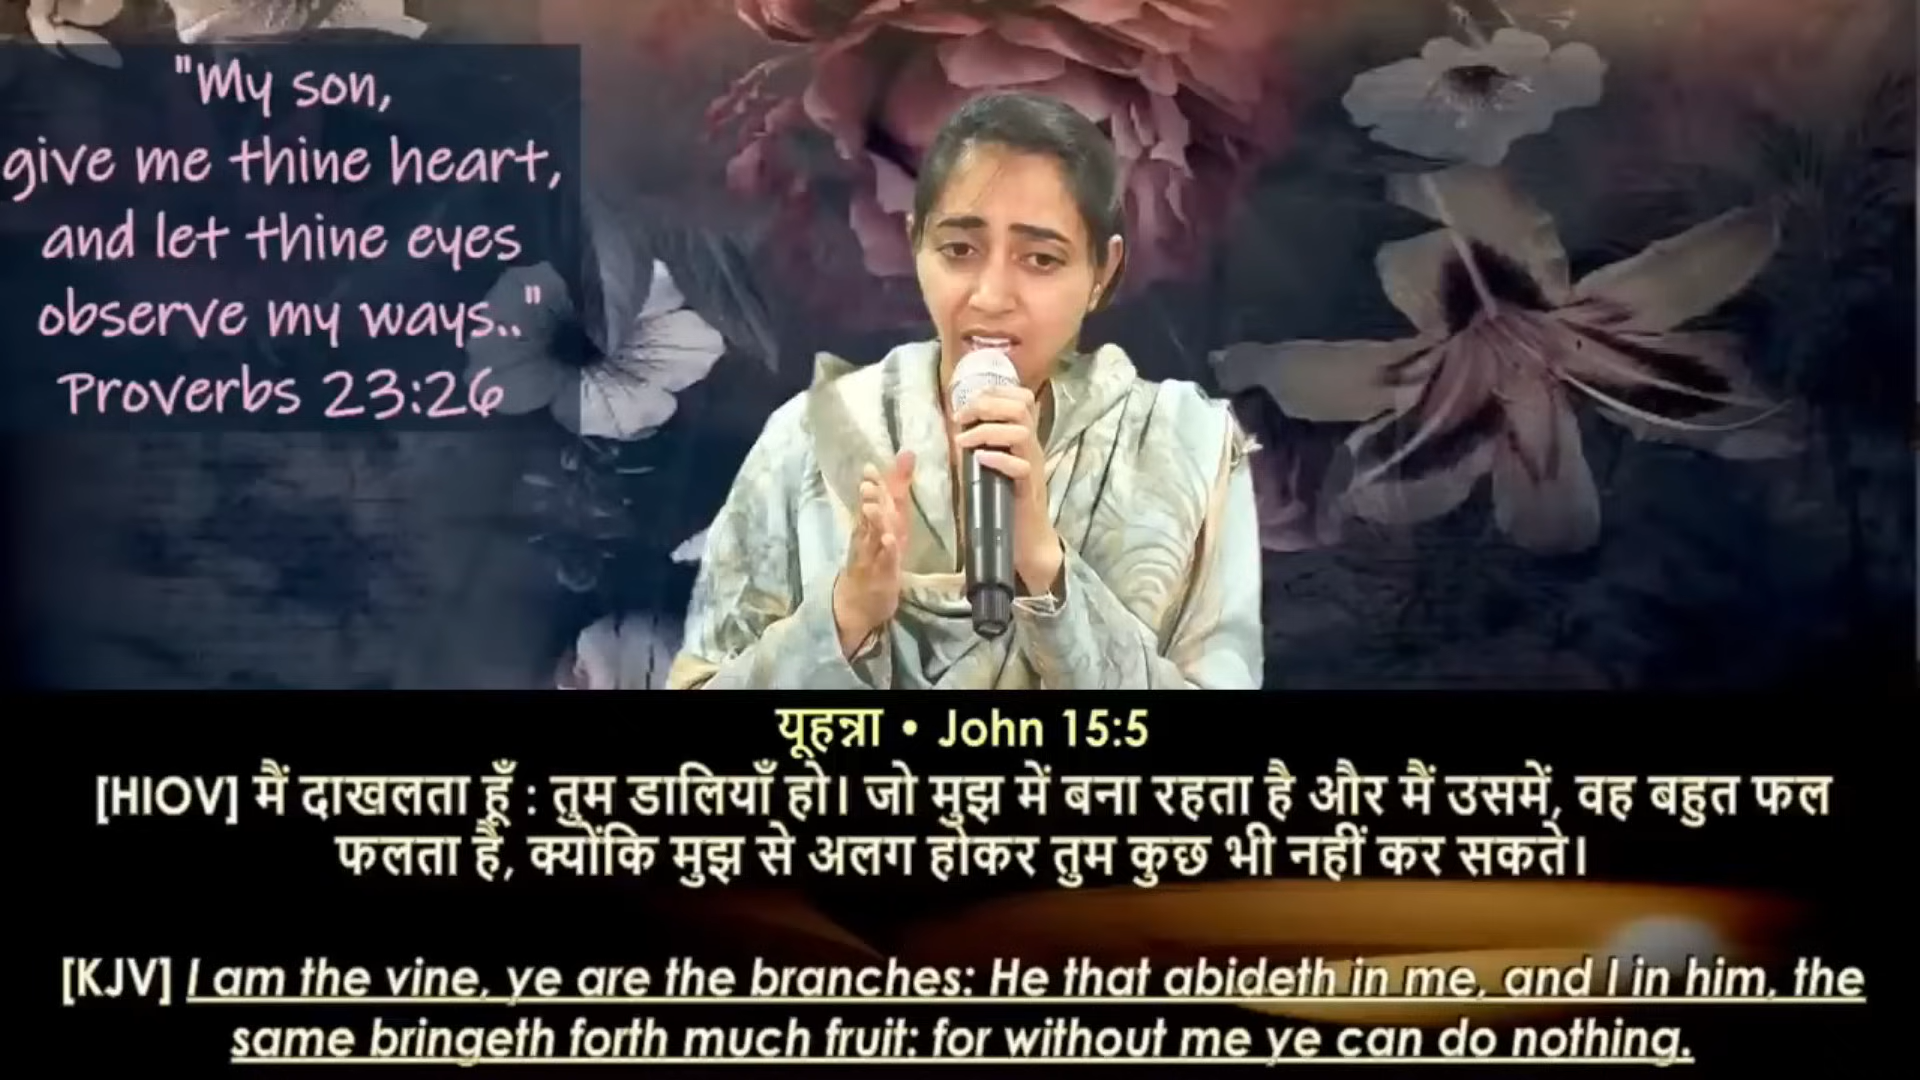 "My son,
give me thine heart,
and let thine eyes
observe my ways.."
Proverbs 23:26
यूहन्ना • John 15:5
[HIOV] मैं दाखलता हूँ : तुम डालियाँ हो। जो मुझ में बना रहता है और मैं उसमें, वह बहुत फल
फलता है, क्योंकि मुझ से अलग होकर तुम कुछ भी नहीं कर सकते।
[KJV] I am the vine, ye are the branches: He that abideth in me, and I in him, the
same bringeth forth much fruit: for without me ye can do nothing.